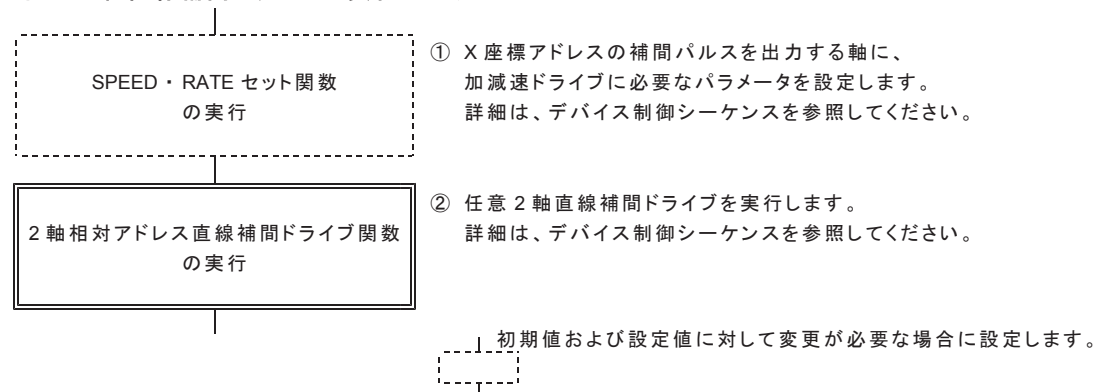 SPEED・RATE セット関数
の実行
① X 座標アドレスの補間パルスを出力する軸に、
加減速ドライブに必要なパラメータを設定します。
詳細は、デバイス制御シーケンスを参照してください。
2 軸相対アドレス直線補間ドライブ関数
の実行
② 任意 2 軸直線補間ドライブを実行します。
詳細は、デバイス制御シーケンスを参照してください。
初期値および設定値に対して変更が必要な場合に設定します。